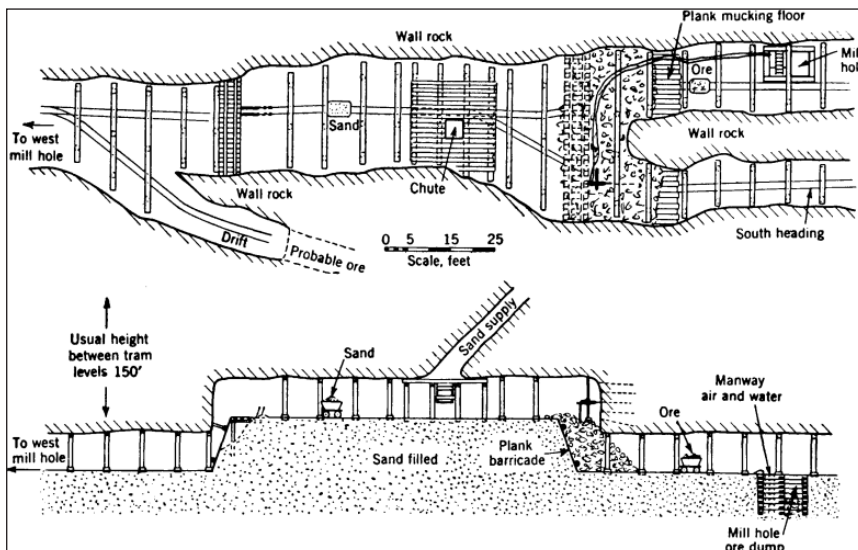 Wall rock
Plank mucking floor
Ore
Mil
hol
To west
mill hole
Sand
Wall rock
Wall rock
Chute
South heading
Drift
Probable ore
0 5 15 25
Scale, feet
Sand supply
Usual height
between tram
levels 150'
Sand
Manway
air and water
Ore
To west
mill hole
Plank
barricade
Sand filled
Mill hole
ore dump